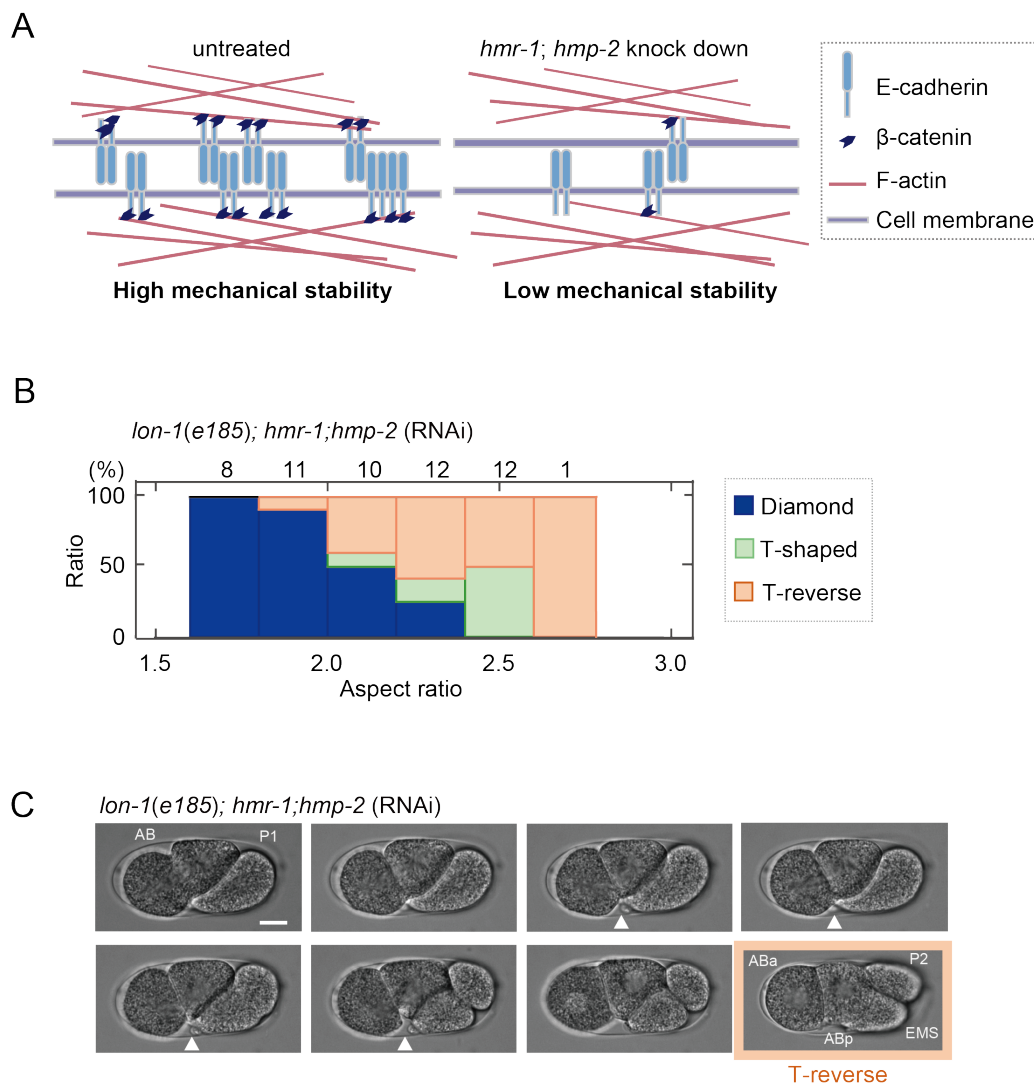 A
untreated
hmr-1; hmp-2 knock down
E-cadherin
β-catenin
F-actin
Cell membrane
High mechanical stability
Low mechanical stability
B
lon-1(e185); hmr-1;hmp-2 (RNAi)
(%) 8 11 10 12 12 1
100
50
0
Ratio
1.5 2.0 2.5 3.0
Aspect ratio
Diamond
T-shaped
T-reverse
C
lon-1(e185); hmr-1;hmp-2 (RNAi)
AB P1
ABa P2
ABp EMS
T-reverse